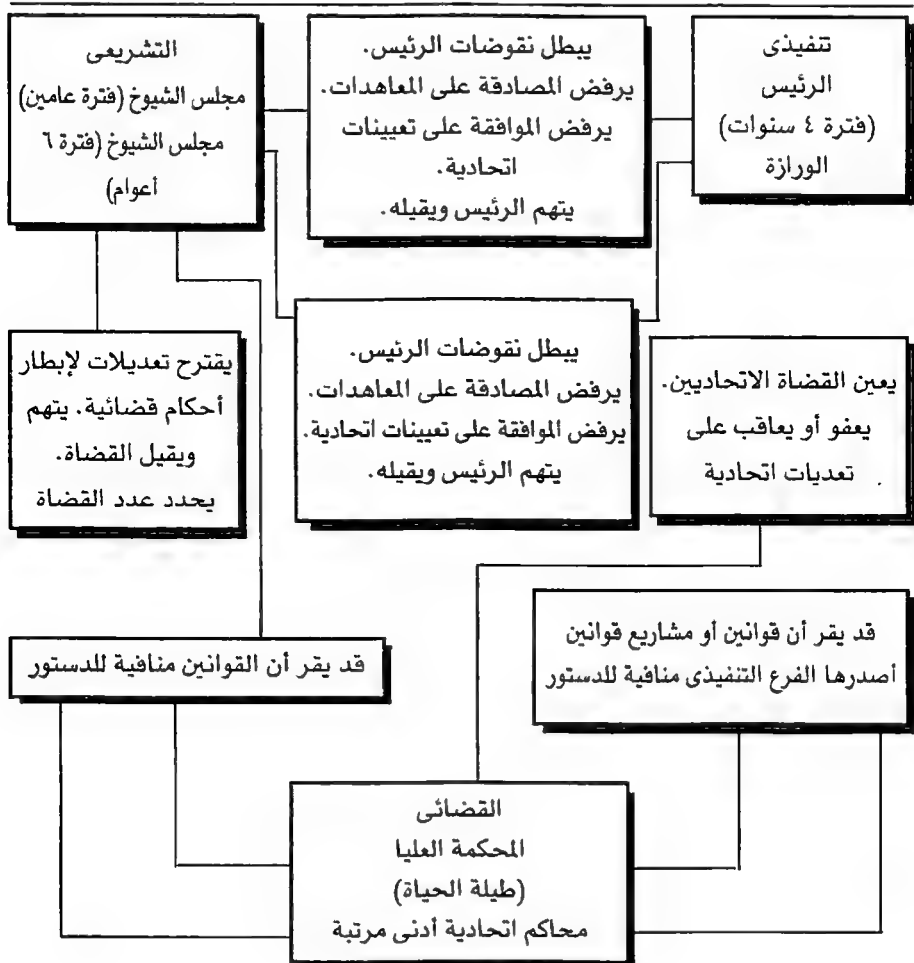 التشريعى
مجلس الشيوخ (فترة عامين)
مجلس الشيوخ (فترة ٦
أعوام)
يبطل نقوضات الرئيس.
يرفض المصادقة على المعاهدات.
يرفض الموافقة على تعيينات
اتحادية.
يتهم الرئيس ويقيله.
تنفيذى
الرئيس
(فترة ٤ سنوات)
الورازة
يقترح تعديلات لإبطار
أحكام قضائية. يتهم
ويقيل القضاة.
يحدد عدد القضاة
يبطل نقوضات الرئيس.
يرفض المصادقة على المعاهدات.
يرفض الموافقة على تعيينات اتحادية.
يتهم الرئيس ويقيله.
يعين القضاة الاتحاديين.
يعفو أو يعاقب على
تعديات اتحادية
قد يقر أن القوانين منافية للدستور
قد يقر أن قوانين أو مشاريع قوانين
أصدرها الفرع التنفيذى منافية للدستور
القضائى
المحكمة العليا
(طيلة الحياة)
محاكم اتحادية أدنى مرتبة